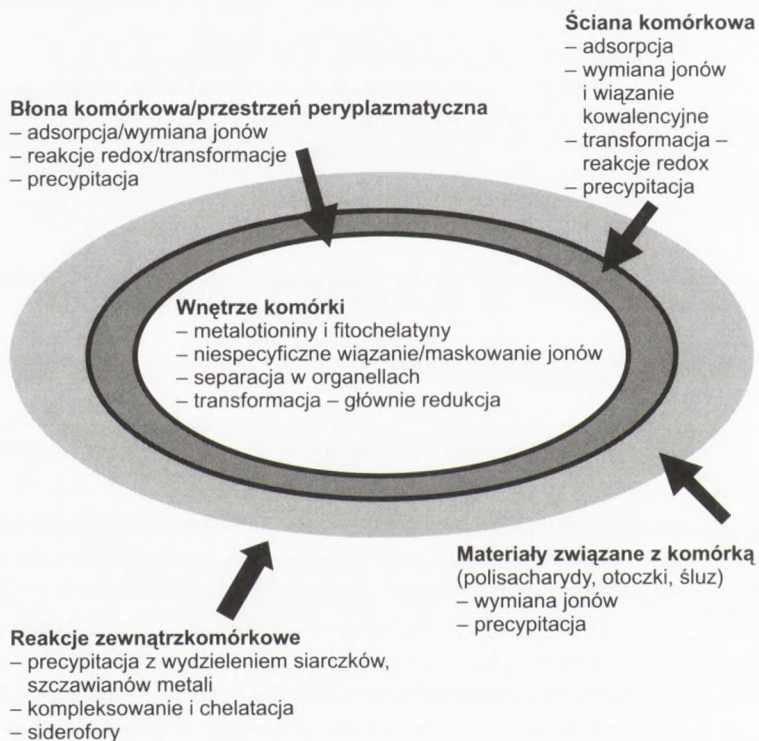 Ściana komórkowa
– adsorpcja
– wymiana jonów
i wiązanie
kowalencyjne
– transformacja –
reakcje redox
– precypitacja
Błona komórkowa/przestrzeń peryplazmatyczna
– adsorpcja/wymiana jonów
– reakcje redox/transformacje
– precypitacja
Wnętrze komórki
– metalotioniny i fitochelatyny
– niespecyficzne wiązanie/maskowanie jonów
– separacja w organellach
– transformacja – głównie redukcja
Materiały związane z komórką
(polisacharydy, otoczki, śluz)
– wymiana jonów
– precypitacja
Reakcje zewnątrzkomórkowe
– precypitacja z wydzieleniem siarczków,
szczawianów metali
– kompleksowanie i chelatacja
– siderofory